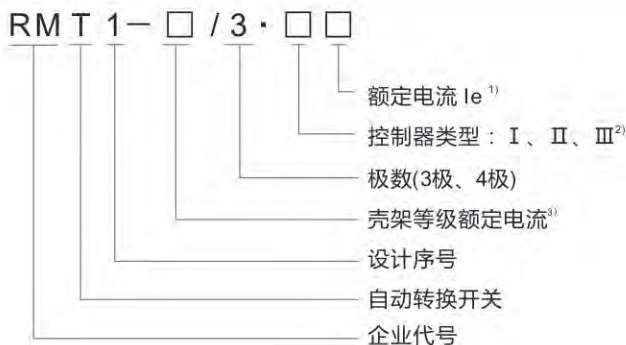 RM T 1－□ / 3 · □ □
额定电流 Ie ¹⁾
控制器类型：Ⅰ、Ⅱ、Ⅲ²⁾
极数(3极、4极)
壳架等级额定电流³⁾
设计序号
自动转换开关
企业代号